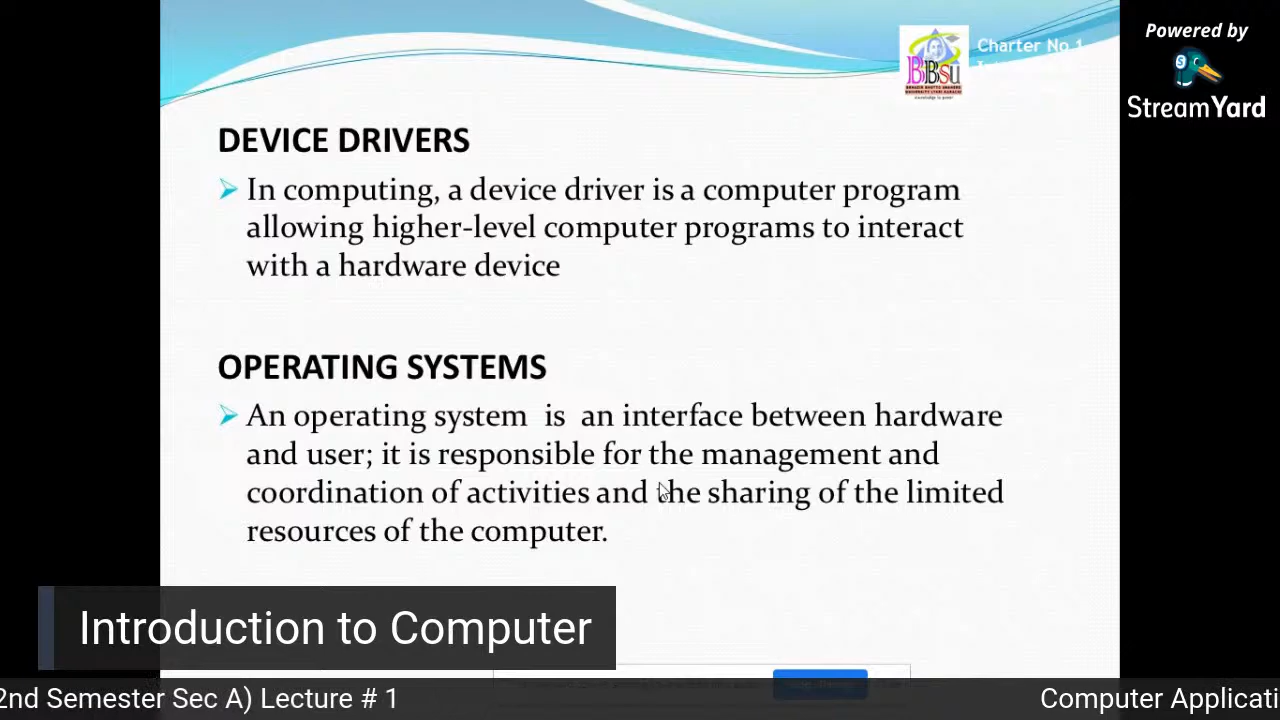 Powered by
StreamYard
Charter No.1
BBSU
DEVICE DRIVERS
In computing, a device driver is a computer program
allowing higher-level computer programs to interact
with a hardware device
OPERATING SYSTEMS
An operating system is an interface between hardware
and user; it is responsible for the management and
coordination of activities and the sharing of the limited
resources of the computer.
Introduction to Computer
2nd Semester Sec A) Lecture # 1
Computer Applicati